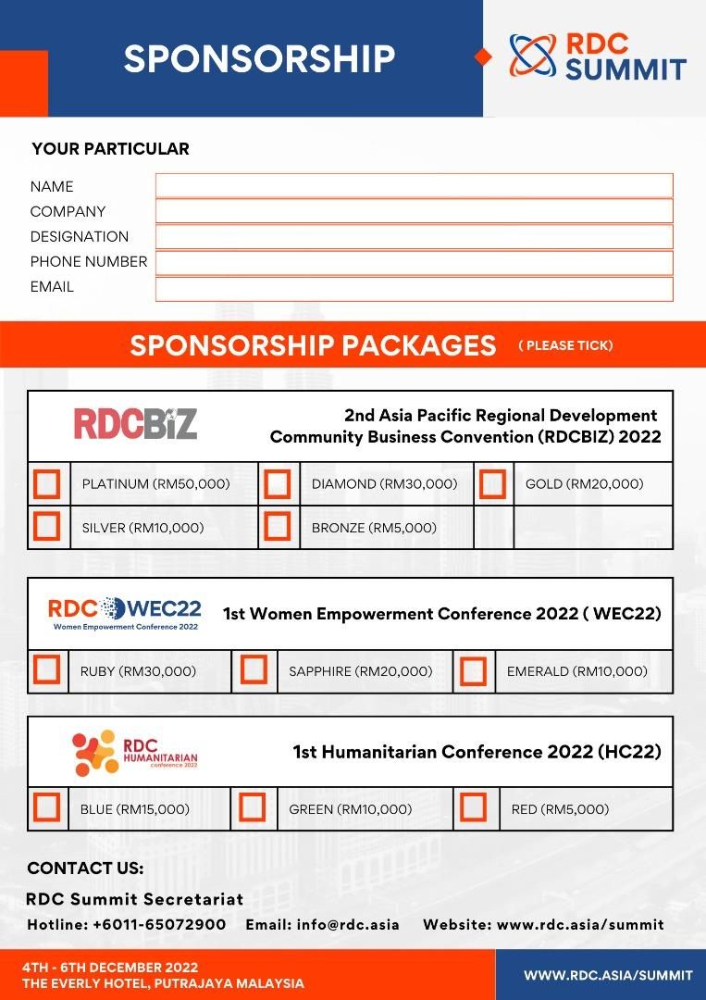 SPONSORSHIP
RDC
SUMMIT
YOUR PARTICULAR
NAME
COMPANY
DESIGNATION
PHONE NUMBER
EMAIL
SPONSORSHIP PACKAGES ( PLEASE TICK)
RDCBIZ
2nd Asia Pacific Regional Development
Community Business Convention (RDCBIZ) 2022
PLATINUM (RM50,000) DIAMOND (RM30,000) GOLD (RM20,000)
SILVER (RM10,000) BRONZE (RM5,000)
RDC WEC22
Women Empowerment Conference 2022
1st Women Empowerment Conference 2022 ( WEC22)
RUBY (RM30,000) SAPPHIRE (RM20,000) EMERALD (RM10,000)
RDC
HUMANITARIAN
conference 2022
1st Humanitarian Conference 2022 (HC22)
BLUE (RM15,000) GREEN (RM10,000) RED (RM5,000)
CONTACT US:
RDC Summit Secretariat
Hotline: +6011-65072900 Email: info@rdc.asia Website: www.rdc.asia/summit
4TH - 6TH DECEMBER 2022
THE EVERLY HOTEL, PUTRAJAYA MALAYSIA
WWW.RDC.ASIA/SUMMIT